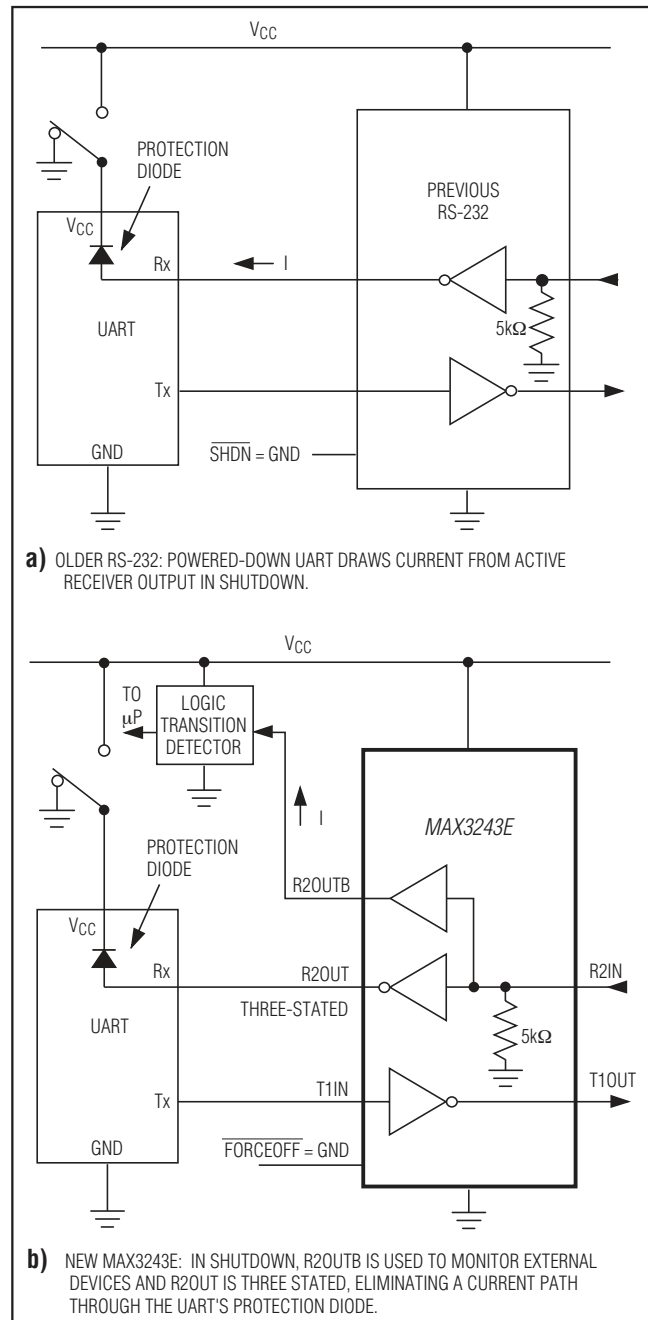 VCC
PROTECTION
DIODE
PREVIOUS
RS-232
VCC
Rx
I
UART
5kΩ
Tx
GND
SHDN = GND
a) OLDER RS-232: POWERED-DOWN UART DRAWS CURRENT FROM ACTIVE
RECEIVER OUTPUT IN SHUTDOWN.
VCC
TO
μP
LOGIC
TRANSITION
DETECTOR
I
MAX3243E
PROTECTION
DIODE
R2OUTB
VCC
Rx
R2OUT
R2IN
THREE-STATED
UART
5kΩ
Tx
T1IN
T1OUT
GND
FORCEOFF = GND
b) NEW MAX3243E: IN SHUTDOWN, R2OUTB IS USED TO MONITOR EXTERNAL
DEVICES AND R2OUT IS THREE STATED, ELIMINATING A CURRENT PATH
THROUGH THE UART'S PROTECTION DIODE.